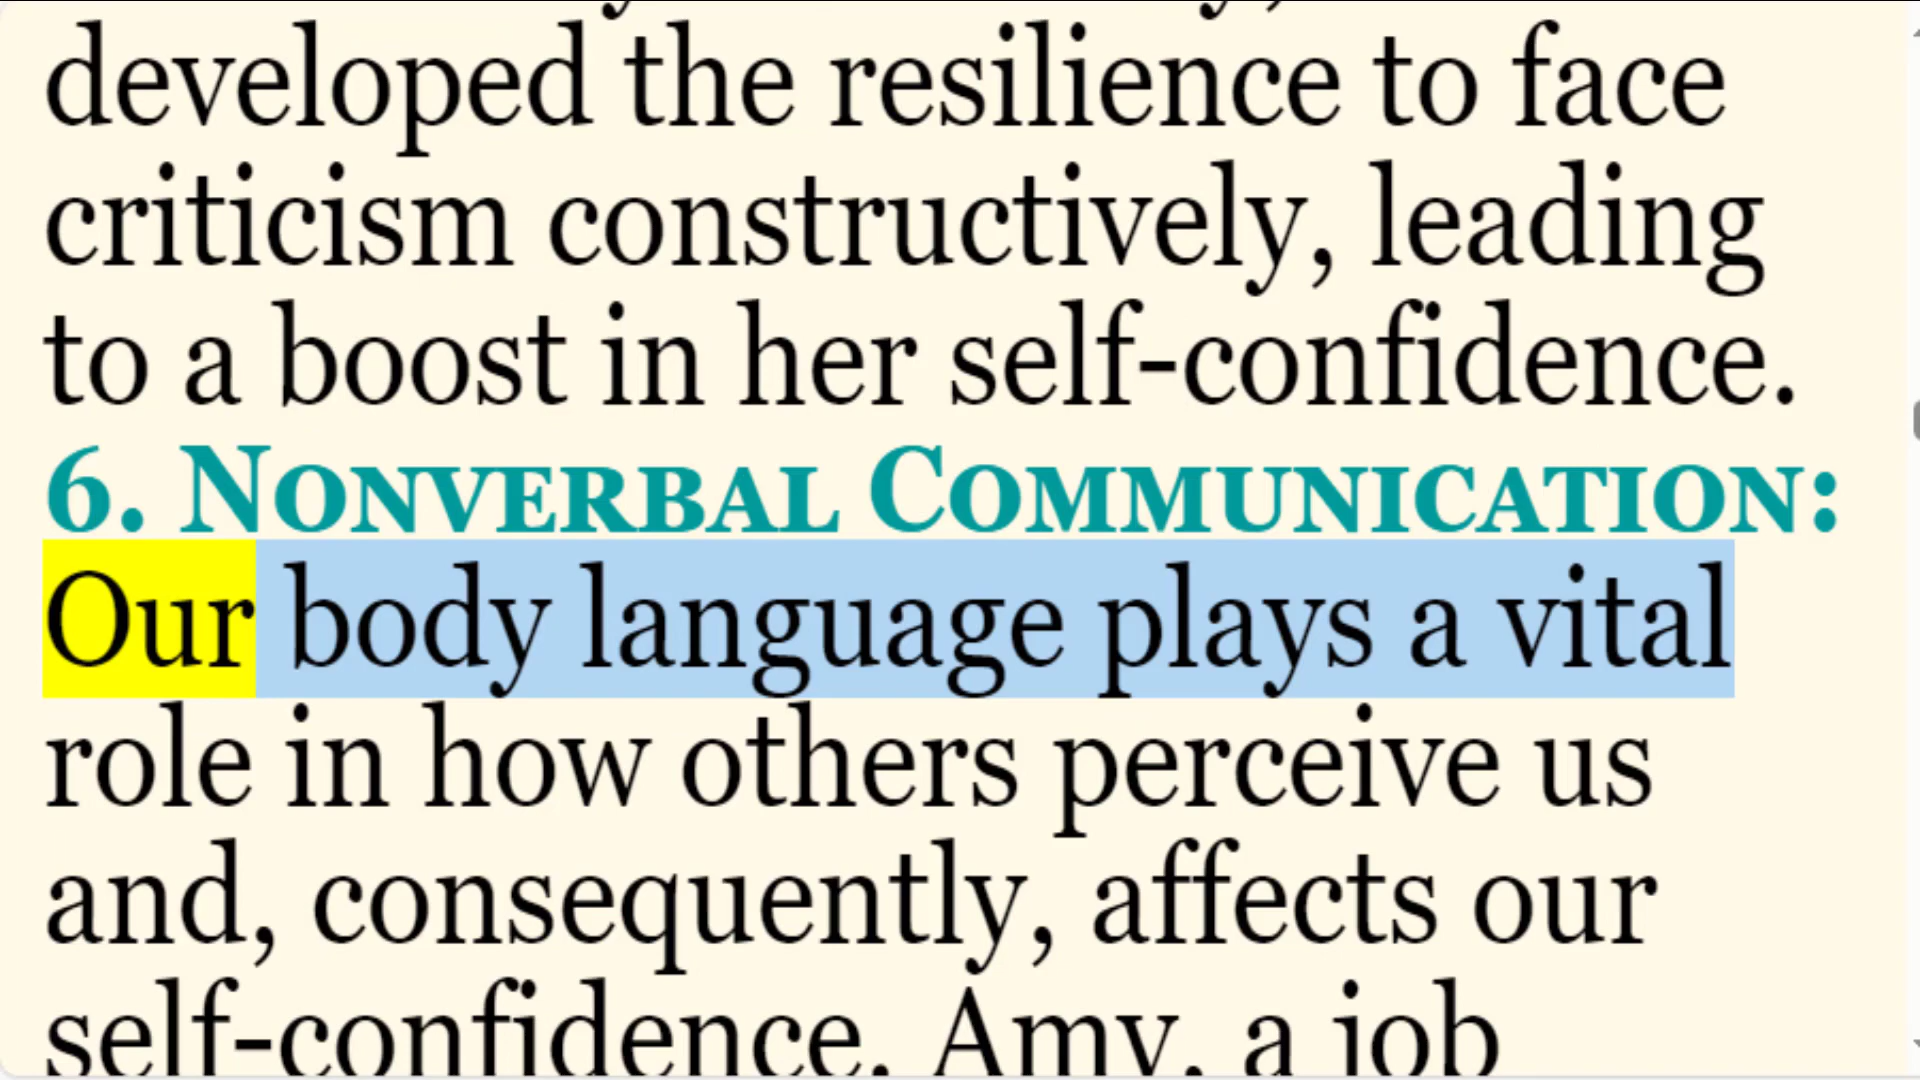 developed the resilience to face
criticism constructively, leading
to a boost in her self-confidence.
6. NONVERBAL COMMUNICATION:
Our body language plays a vital
role in how others perceive us
and, consequently, affects our
self-confidence. Amy, a job